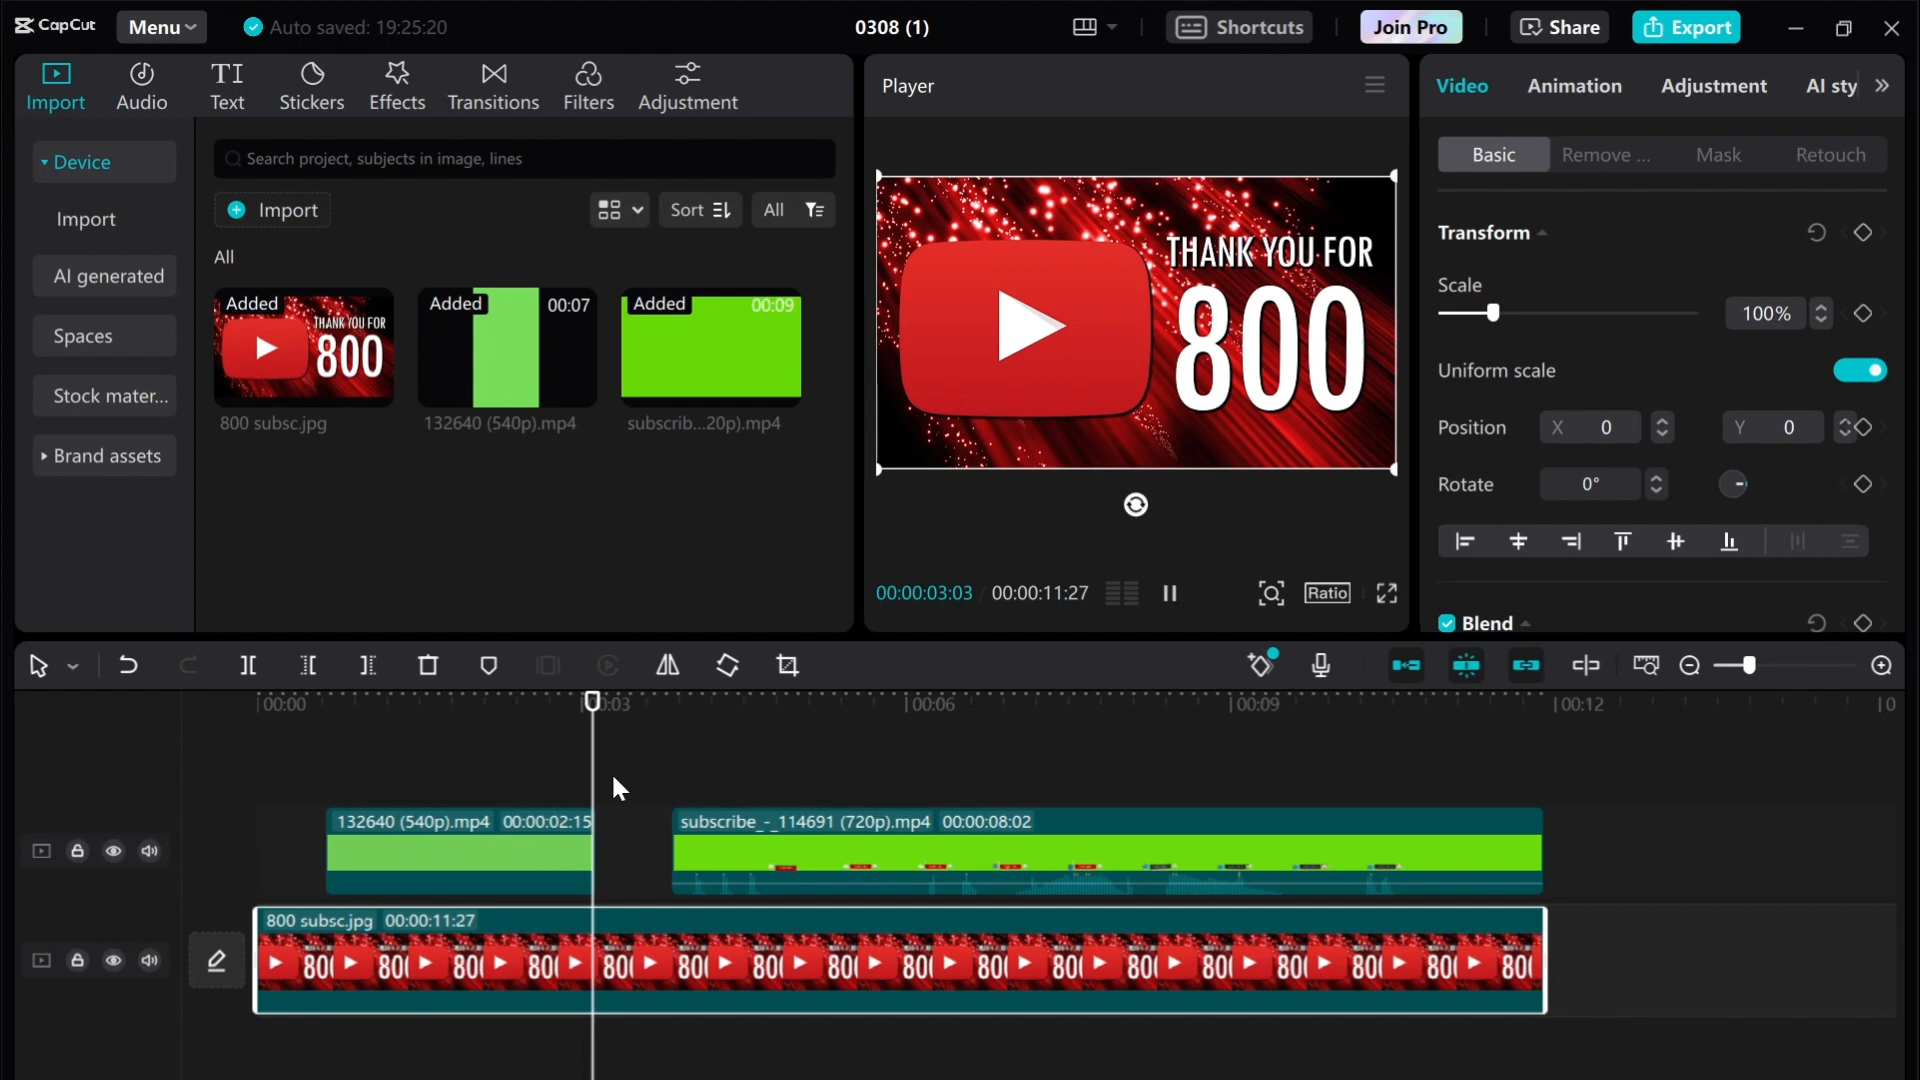 CapCut Menu Auto saved: 19:25:20 0308 (1) Shortcuts Join Pro Share Export
Import Audio Text Stickers Effects Transitions Filters Adjustment
Device
Import
AI generated
Spaces
Stock mater...
Brand assets
Search project, subjects in image, lines
Import Sort All
All
Added THANK YOU FOR 800
Added 00:07
Added 00:09
800 subsc.jpg 132640 (540p).mp4 subscrib...20p).mp4
Player
THANK YOU FOR
800
00:00:03:03 / 00:00:11:27 Ratio
Video Animation Adjustment AI sty
Basic Remove ... Mask Retouch
Transform
Scale
100%
Uniform scale
Position X 0 Y 0
Rotate 0°
Blend
00:00 00:03 00:06 00:09 00:12
132640 (540p).mp4 00:00:02:15 subscribe_-_114691 (720p).mp4 00:00:08:02
800 subsc.jpg 00:00:11:27